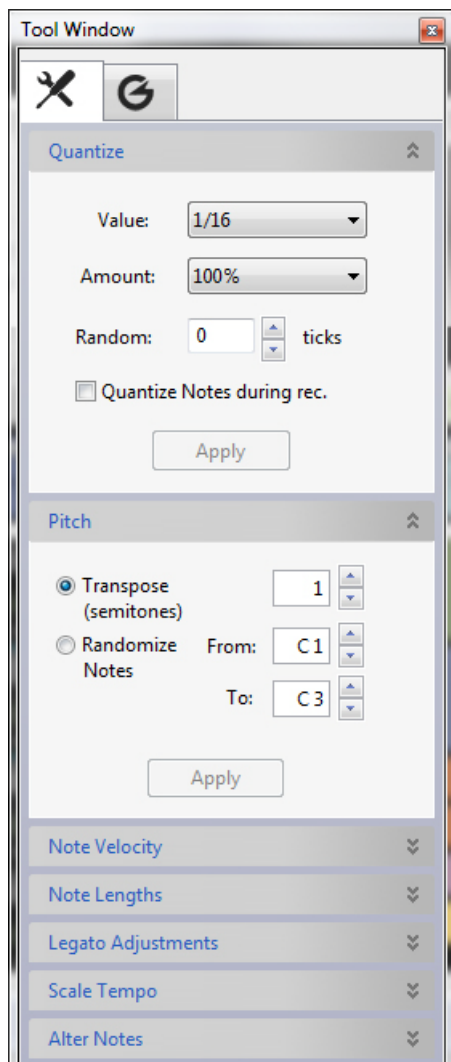 Tool Window
Quantize
Value: 1/16
Amount: 100%
Random: 0 ticks
Quantize Notes during rec.
Apply
Pitch
Transpose 1
(semitones)
Randomize From: C 1
Notes
To: C 3
Apply
Note Velocity
Note Lengths
Legato Adjustments
Scale Tempo
Alter Notes